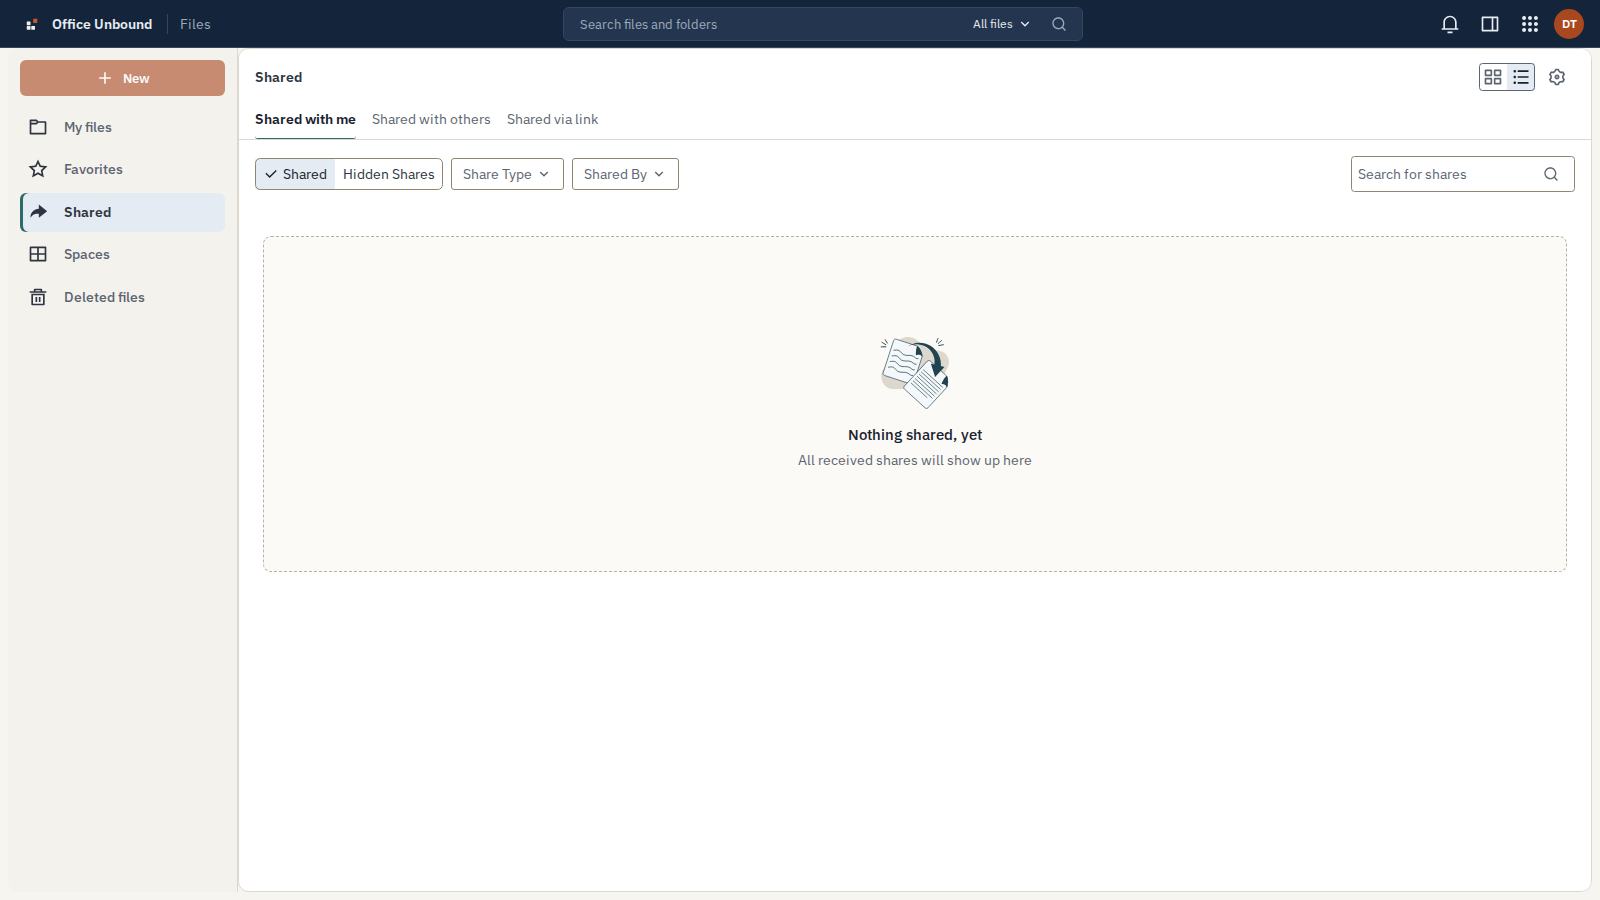 Office Unbound
Files
Search files and folders
All files
DT
New
My files
Favorites
Shared
Spaces
Deleted files
Shared
Shared with me
Shared with others
Shared via link
Shared
Hidden Shares
Share Type
Shared By
Search for shares
Nothing shared, yet
All received shares will show up here